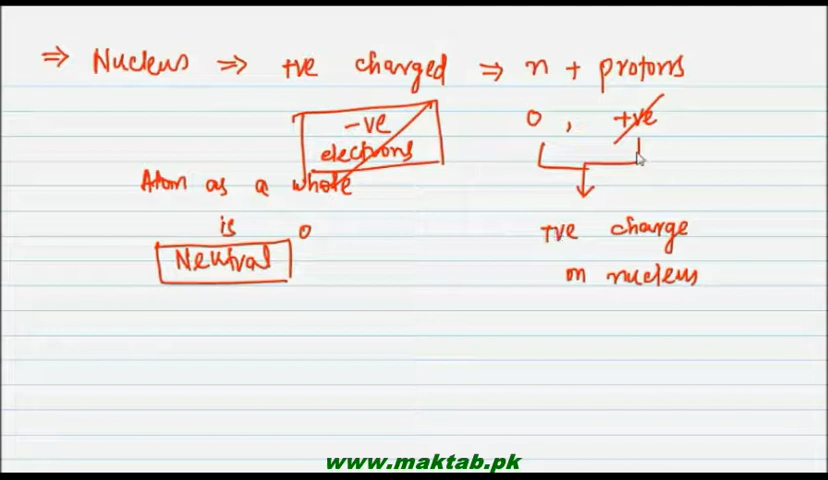 ⇒ Nucleus ⇒ +ve charged ⇒ n + protons
-ve
electrons
0 , +ve
Atom as a whole
is 0
Neutral
+ve charge
on nucleus
www.maktab.pk